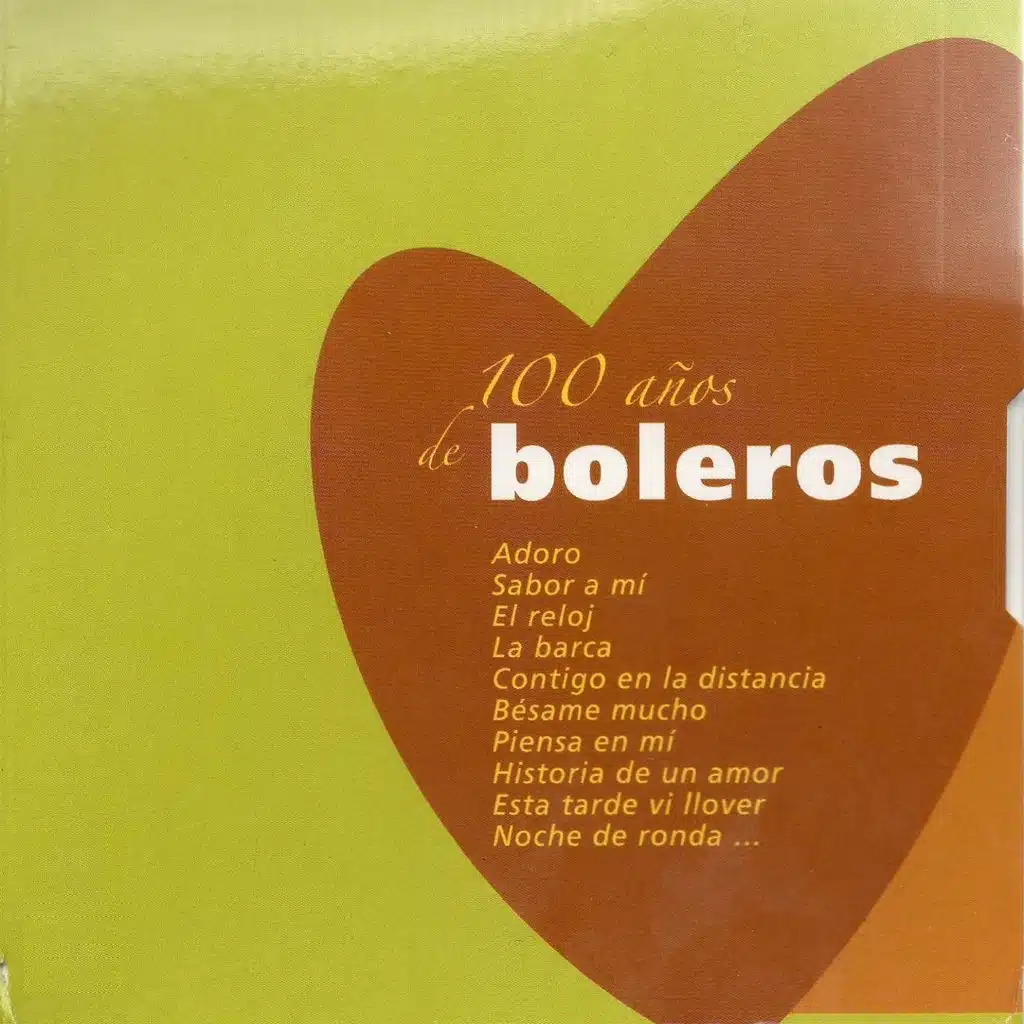 100 años
de boleros
Adoro
Sabor a mí
El reloj
La barca
Contigo en la distancia
Bésame mucho
Piensa en mí
Historia de un amor
Esta tarde vi llover
Noche de ronda ...